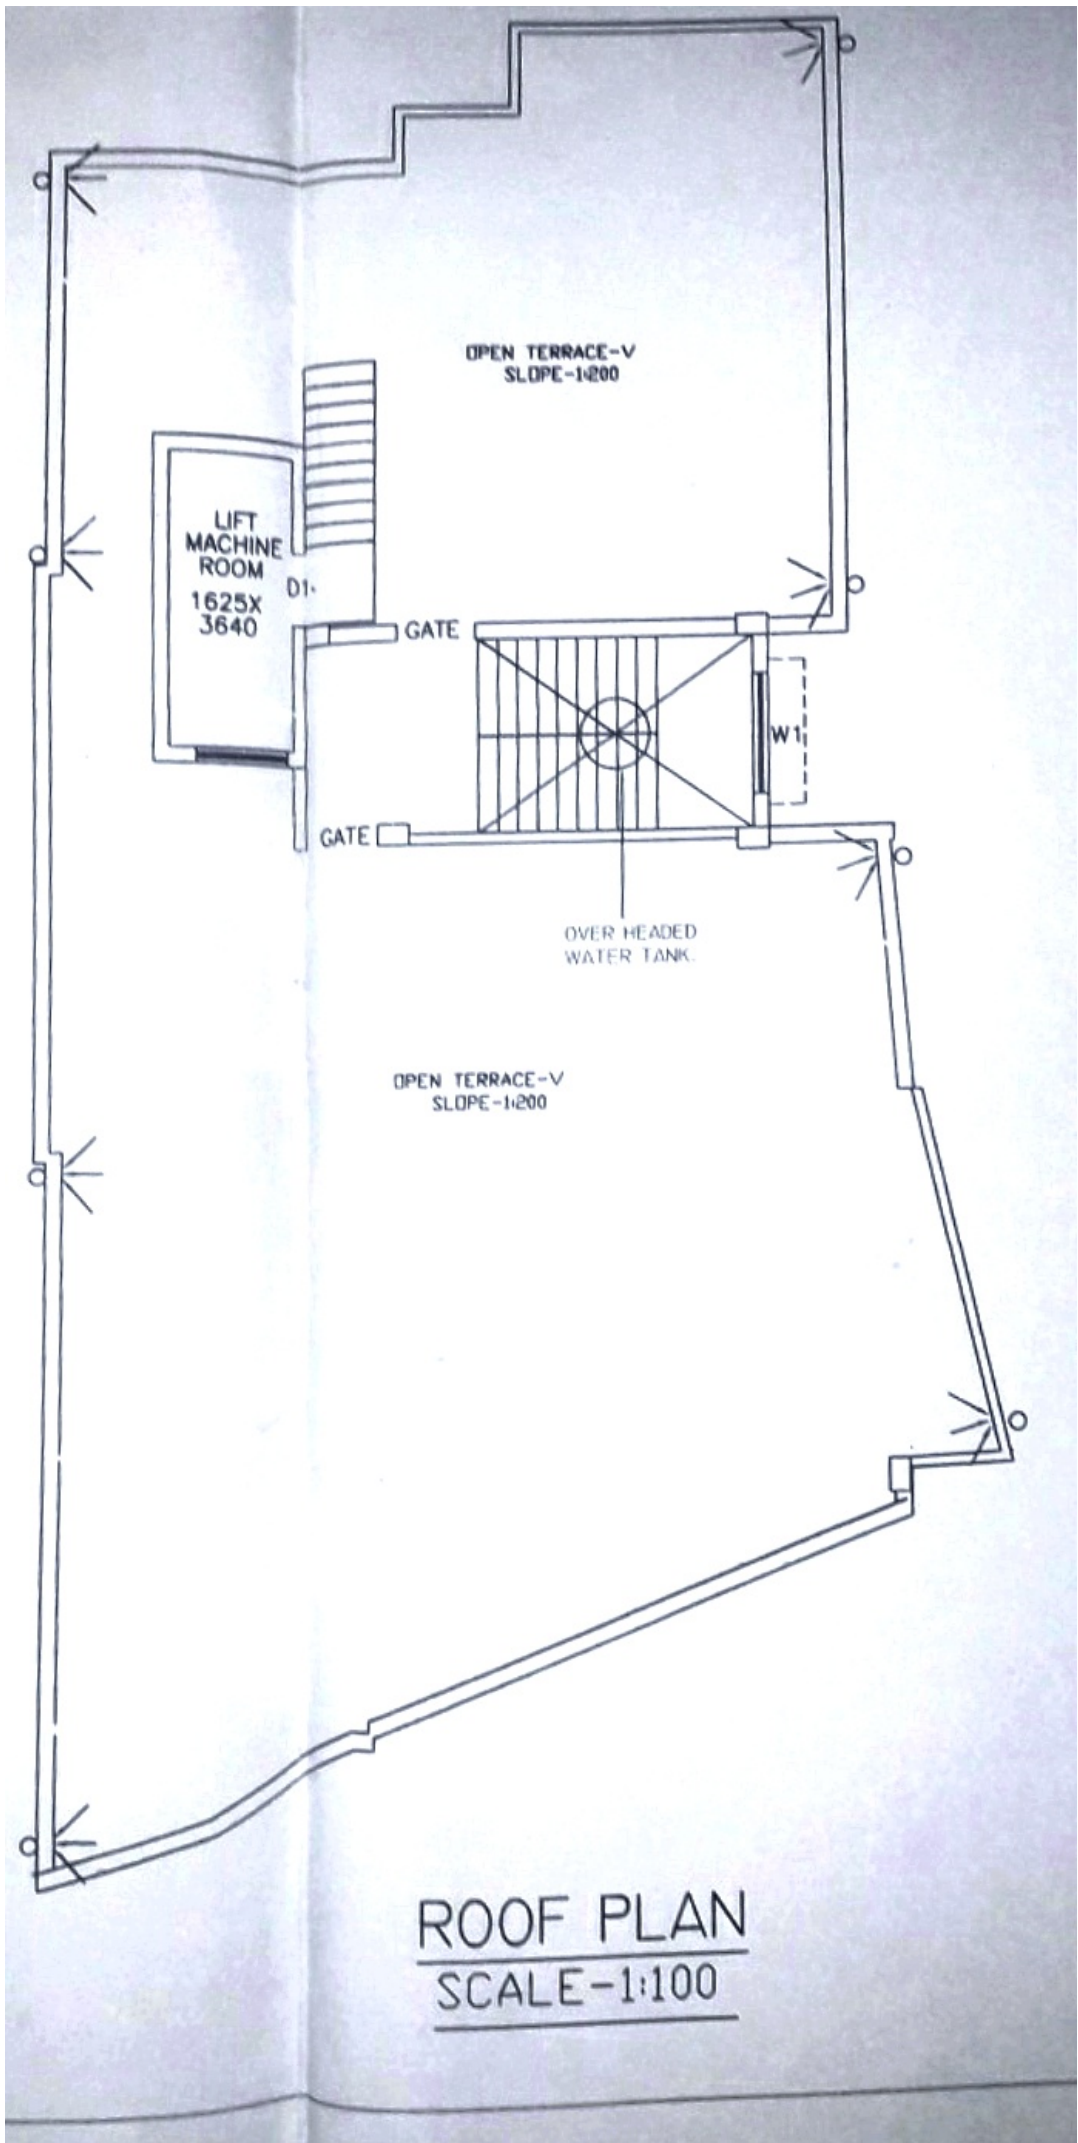 OPEN TERRACE-V
SLOPE-1:200
LIFT
MACHINE
ROOM
1625X
3640
D1
GATE
W1
GATE
OVER HEADED
WATER TANK.
OPEN TERRACE-V
SLOPE-1:200
ROOF PLAN
SCALE-1:100